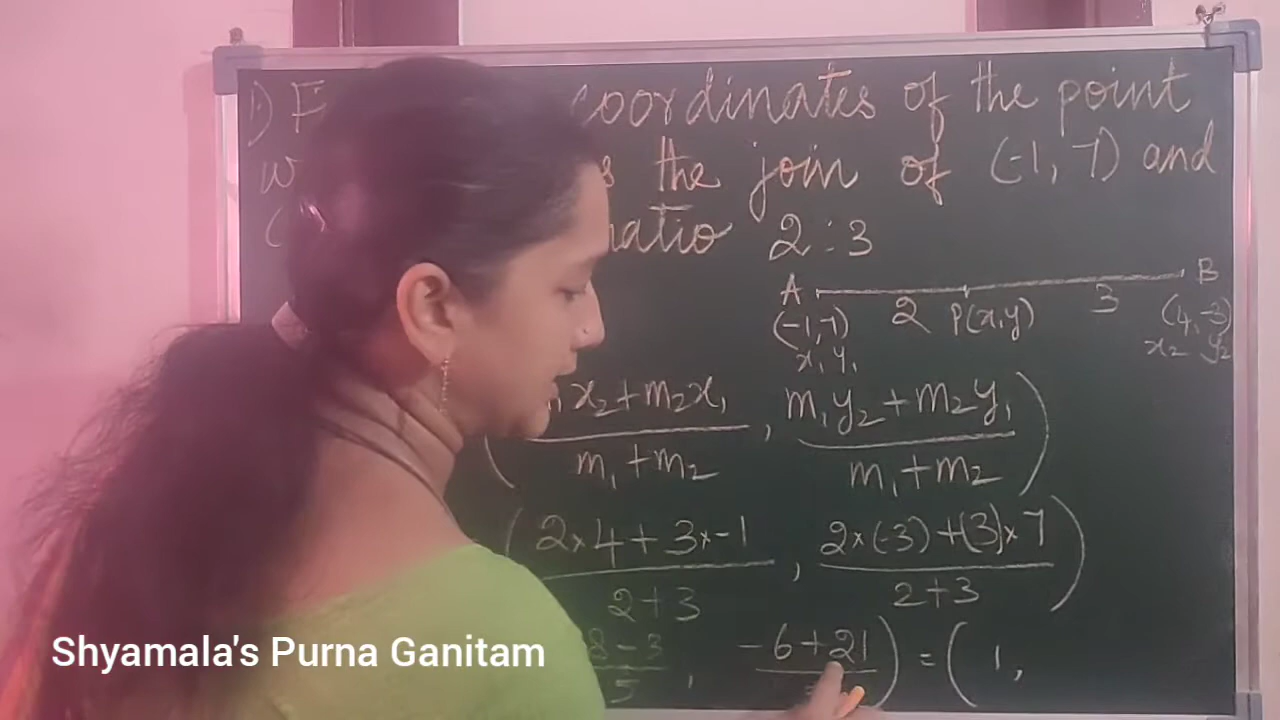 1) coordinates of the point
the join of (-1, 7) and
ratio 2:3
A B
(-1, 7) 2 P(x,y) 3 (4, -3)
x₁ y₁ x₂ y₂
x₂+m₂x₁ / m₁+m₂ , m₁y₂+m₂y₁ / m₁+m₂ )
( 2×4+3×-1 / 2+3 , 2×(-3)+(3)×7 / 2+3 )
8-3 / 5 , -6+21 ) = ( 1,
Shyamala's Purna Ganitam